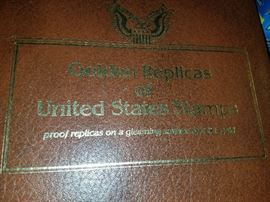 Golden Replicas
of
United States Stamps
proof replicas on a gleaming